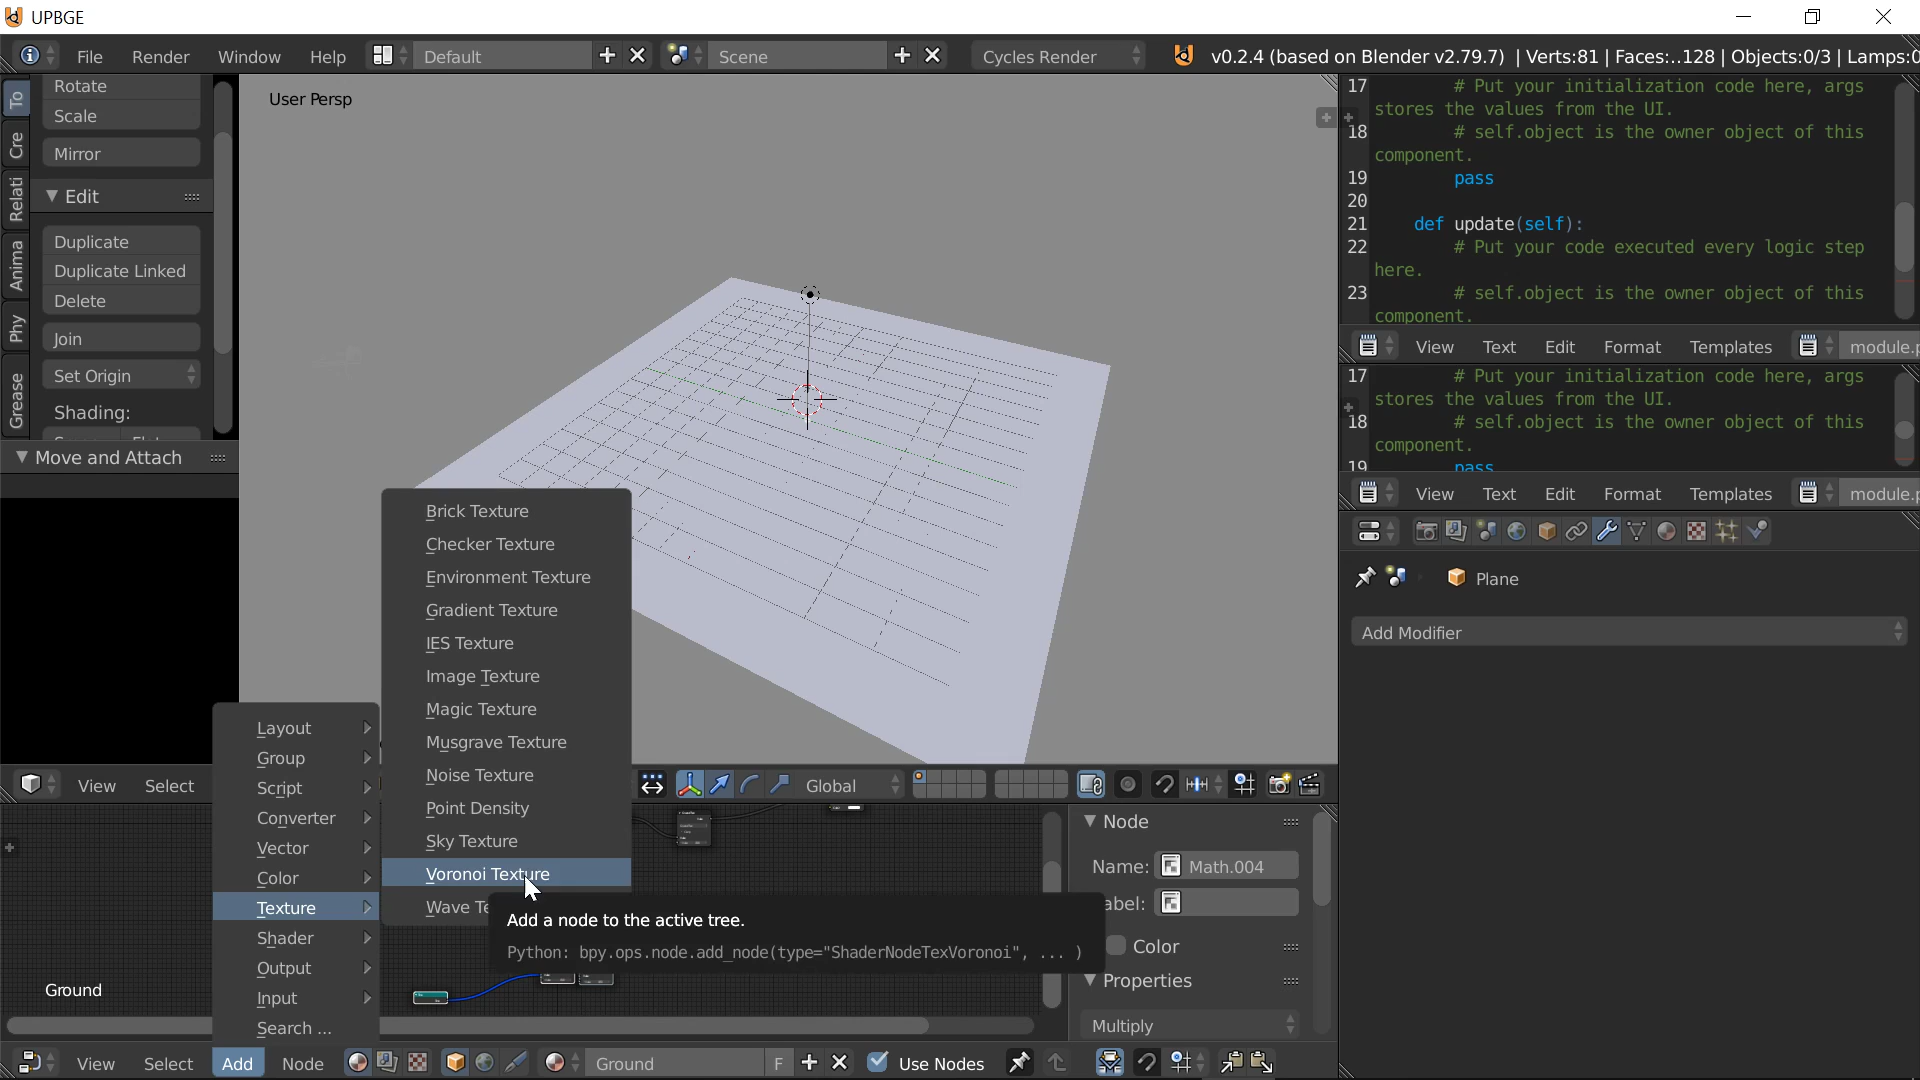 UPBGE
File Render Window Help Default Scene Cycles Render v0.2.4 (based on Blender v2.79.7) | Verts:81 | Faces:..128 | Objects:0/3 | Lamps:0
To
Cre
Relati
Anima
Phy
Grease
Rotate
Scale
Mirror
Edit
Duplicate
Duplicate Linked
Delete
Join
Set Origin
Shading:
Move and Attach
User Persp
17 # Put your initialization code here, args
stores the values from the UI.
18 # self.object is the owner object of this
component.
19 pass
20
21 def update(self):
22 # Put your code executed every logic step
here.
23 # self.object is the owner object of this
component.
View Text Edit Format Templates module.p
17 # Put your initialization code here, args
stores the values from the UI.
18 # self.object is the owner object of this
component.
19 pass
View Text Edit Format Templates module.p
Plane
Add Modifier
Brick Texture
Checker Texture
Environment Texture
Gradient Texture
IES Texture
Image Texture
Magic Texture
Musgrave Texture
Noise Texture
Point Density
Sky Texture
Voronoi Texture
Wave Te
Add a node to the active tree.
Python: bpy.ops.node.add_node(type="ShaderNodeTexVoronoi", ... )
Layout
Group
Script
Converter
Vector
Color
Texture
Shader
Output
Input
Search ...
View Select Global
Ground
Node
Name: Math.004
abel:
Color
Properties
Multiply
View Select Add Node Ground F Use Nodes